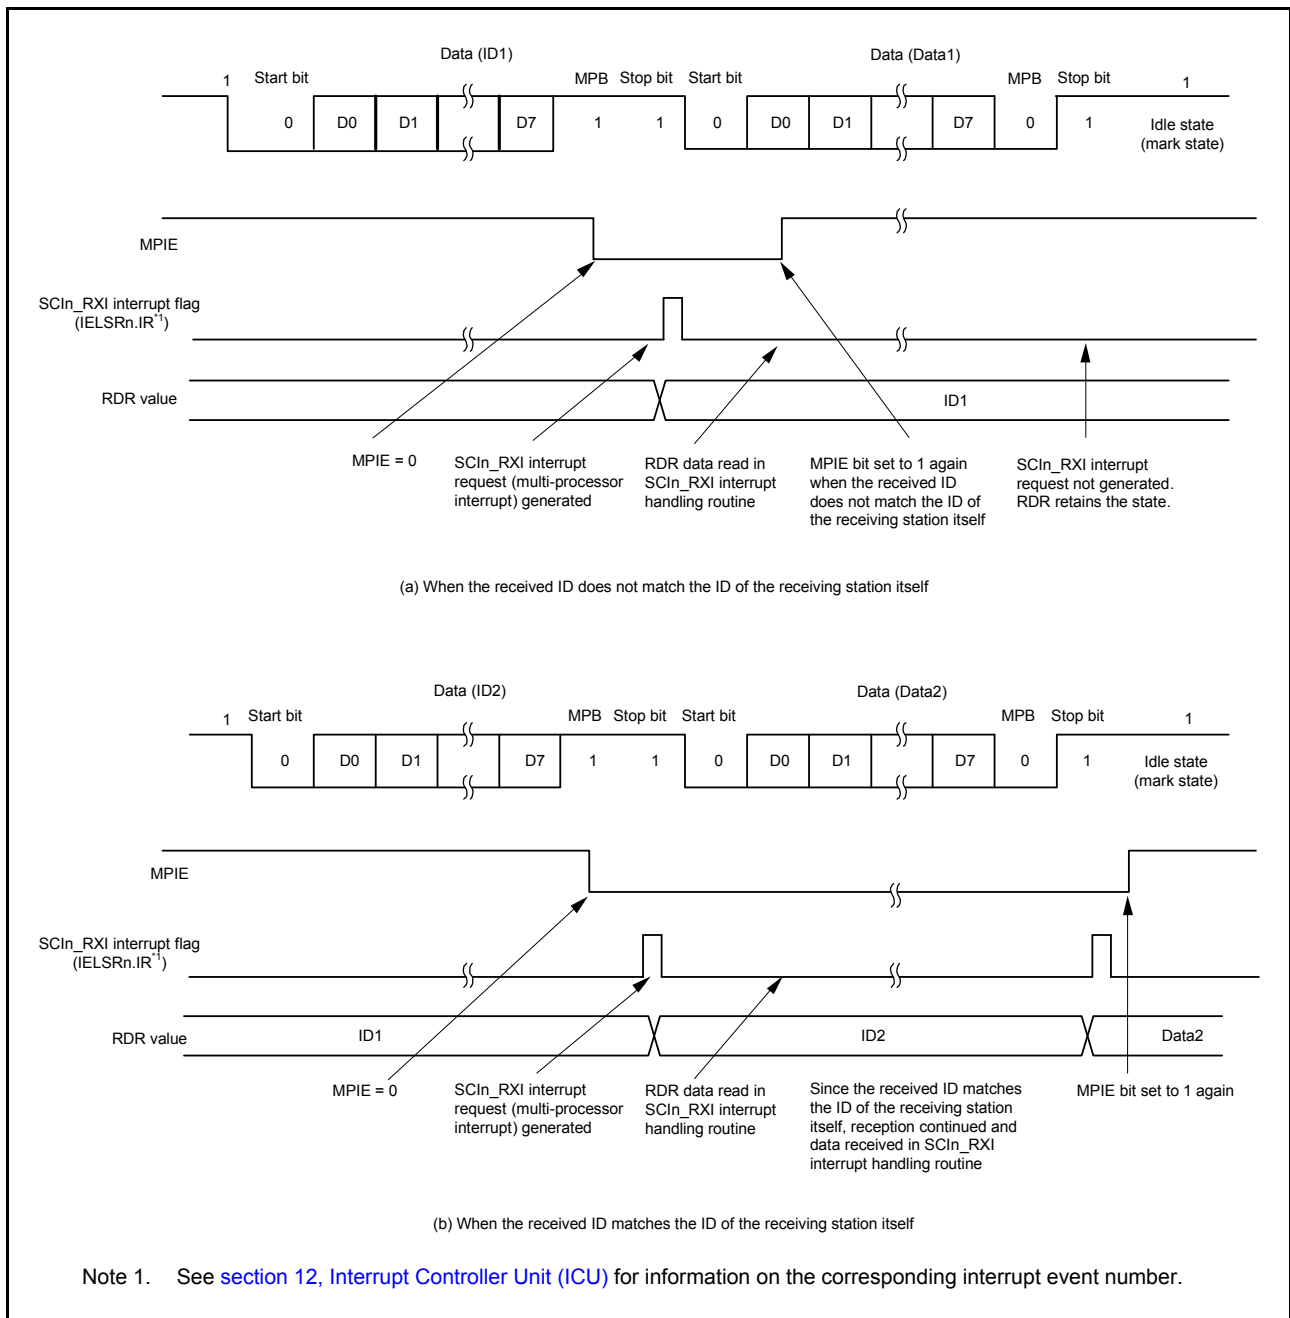 Data (ID1) Data (Data1)
1 Start bit MPB Stop bit Start bit MPB Stop bit 1
0 D0 D1 D7 1 1 0 D0 D1 D7 0 1 Idle state
(mark state)
MPIE
SCIn_RXI interrupt flag
(IELSRn.IR*1)
RDR value ID1
MPIE = 0
SCIn_RXI interrupt
request (multi-processor
interrupt) generated
RDR data read in
SCIn_RXI interrupt
handling routine
MPIE bit set to 1 again
when the received ID
does not match the ID of
the receiving station itself
SCIn_RXI interrupt
request not generated.
RDR retains the state.
(a) When the received ID does not match the ID of the receiving station itself
Data (ID2) Data (Data2)
1 Start bit MPB Stop bit Start bit MPB Stop bit 1
0 D0 D1 D7 1 1 0 D0 D1 D7 0 1 Idle state
(mark state)
MPIE
SCIn_RXI interrupt flag
(IELSRn.IR*1)
RDR value ID1 ID2 Data2
MPIE = 0
SCIn_RXI interrupt
request (multi-processor
interrupt) generated
RDR data read in
SCIn_RXI interrupt
handling routine
Since the received ID matches
the ID of the receiving station
itself, reception continued and
data received in SCIn_RXI
interrupt handling routine
MPIE bit set to 1 again
(b) When the received ID matches the ID of the receiving station itself
Note 1. See section 12, Interrupt Controller Unit (ICU) for information on the corresponding interrupt event number.